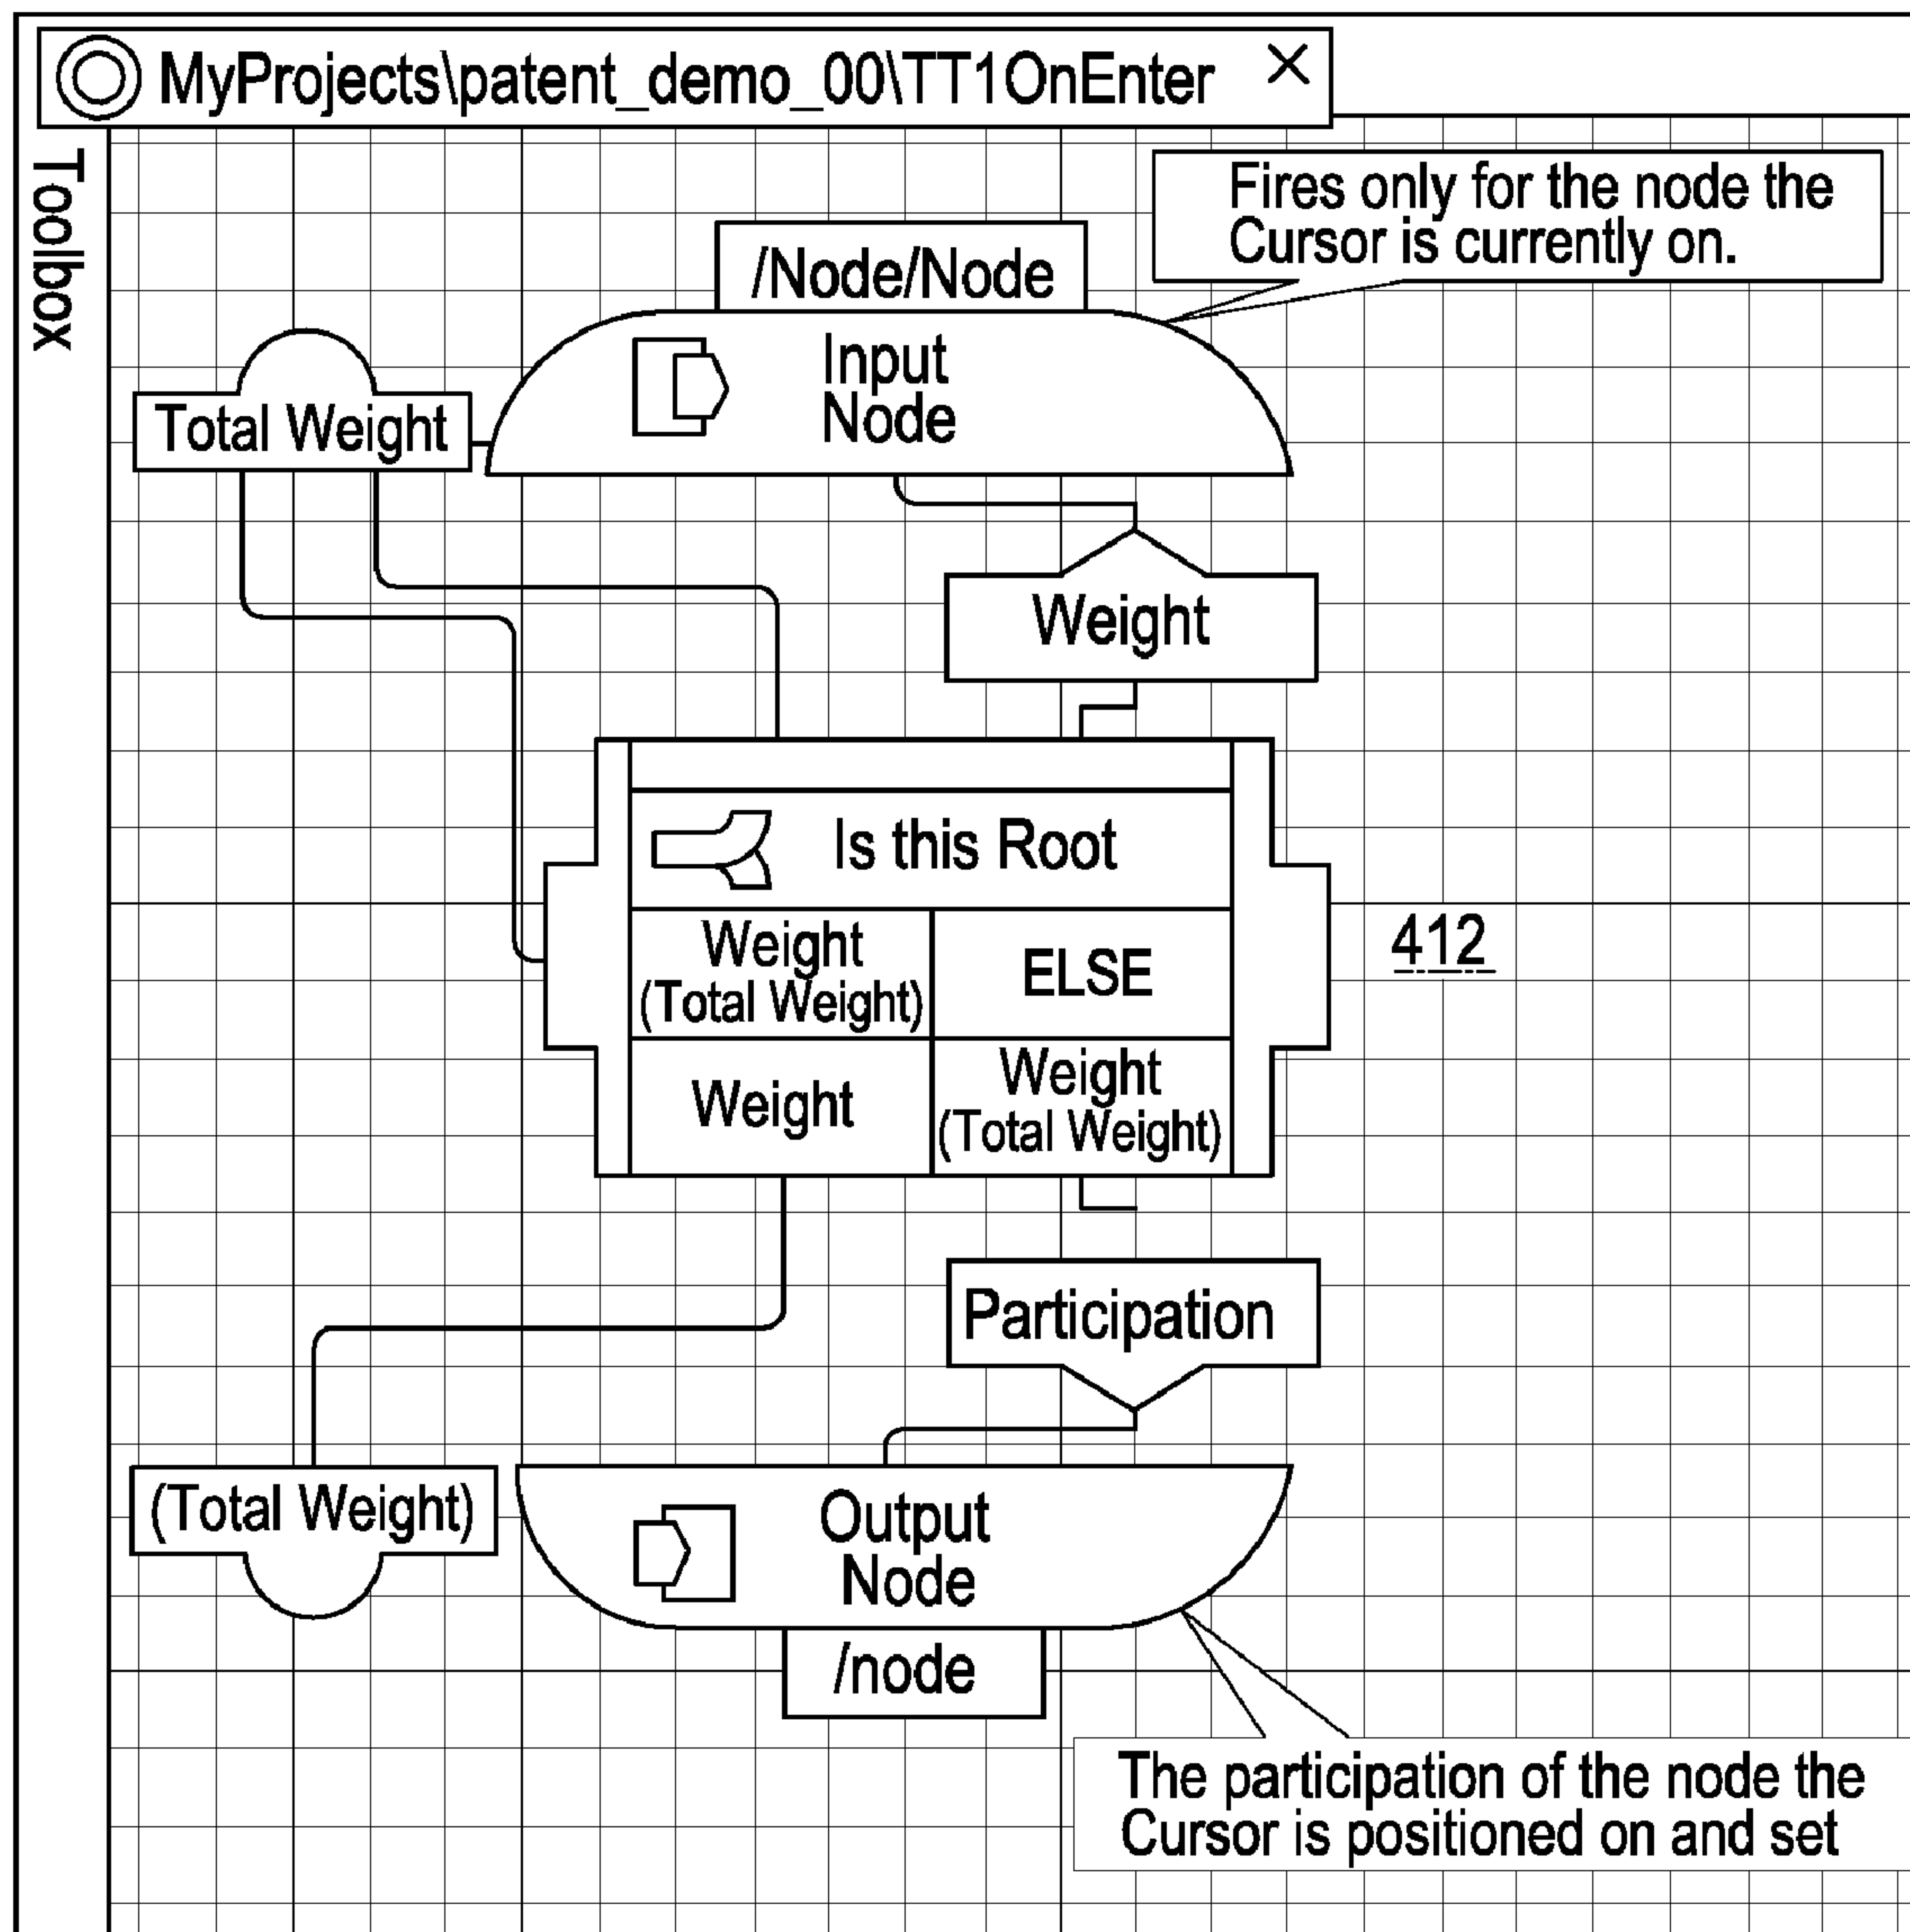 MyProjects\patent_demo_00\TT1OnEnter
Toolbox
Fires only for the node the
Cursor is currently on.
/Node/Node
Input
Node
Total Weight
Weight
Is this Root
Weight
(Total Weight)
ELSE
Weight
Weight
(Total Weight)
412
Participation
(Total Weight)
Output
Node
/node
The participation of the node the
Cursor is positioned on and set